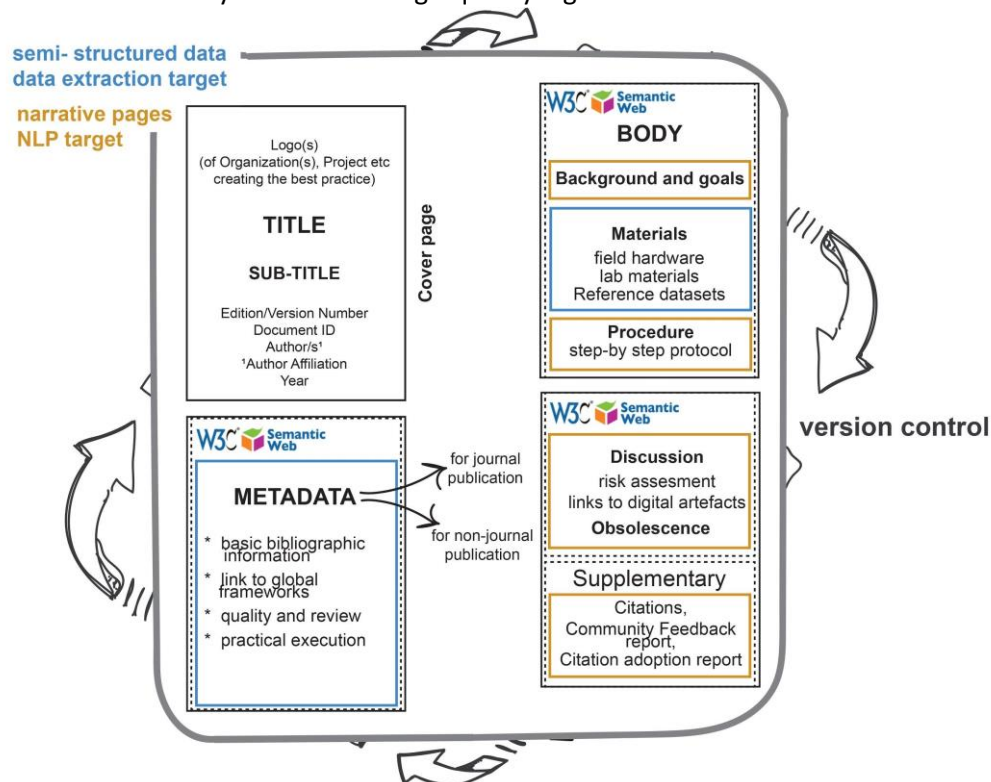 semi- structured data
data extraction target
narrative pages
NLP target
Logo(s)
(of Organization(s), Project etc
creating the best practice)
TITLE
SUB-TITLE
Edition/Version Number
Document ID
Author/s¹
¹Author Affiliation
Year
Cover page
W3C Semantic
Web
METADATA
* basic bibliographic
information
* link to global
frameworks
* quality and review
* practical execution
for journal
publication
for non-journal
publication
W3C Semantic
Web
BODY
Background and goals
Materials
field hardware
lab materials
Reference datasets
Procedure
step-by step protocol
W3C Semantic
Web
Discussion
risk assesment
links to digital artefacts
Obsolescence
Supplementary
Citations,
Community Feedback
report,
Citation adoption report
version control